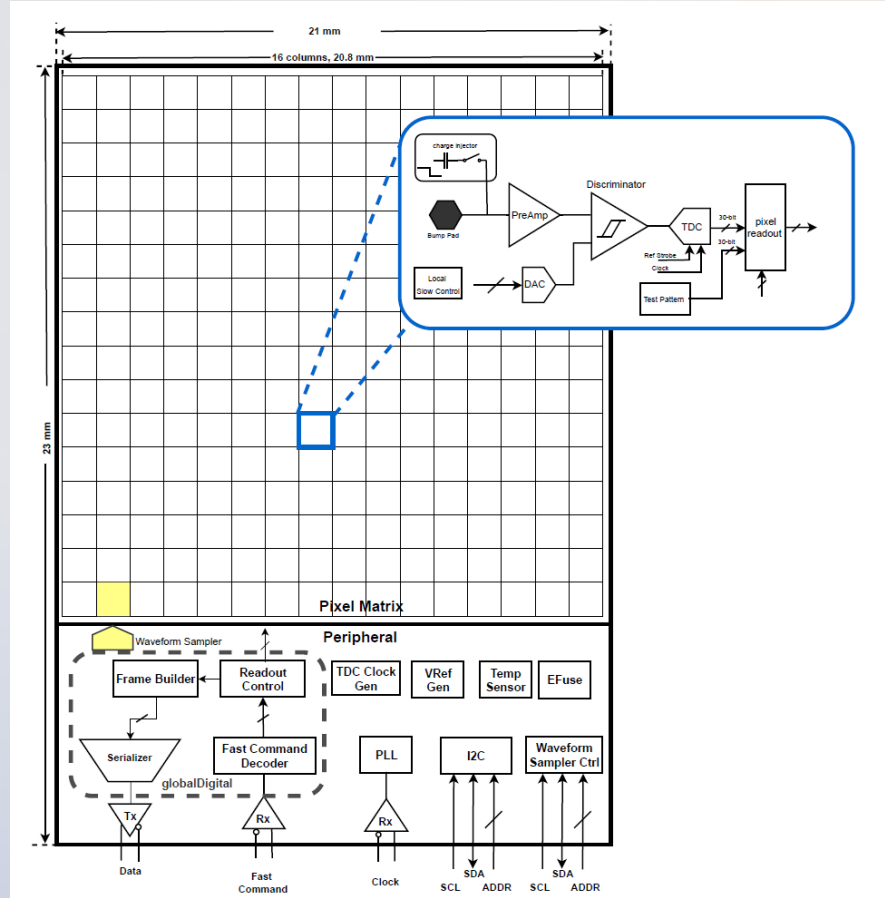 21 mm
16 columns, 20.8 mm
charge injector
Discriminator
PreAmp
Bump Pad
TDC
30-bit
30-bit
pixel
readout
Ref Strobe
Clock
Local
Slow Control
DAC
Test Pattern
23 mm
Pixel Matrix
Peripheral
Waveform Sampler
Frame Builder
Readout
Control
TDC Clock
Gen
VRef
Gen
Temp
Sensor
EFuse
Serializer
Fast Command
Decoder
globalDigital
PLL
I2C
Waveform
Sampler Ctrl
Tx
Rx
Rx
Data
Fast
Command
Clock
SCL
SDA
ADDR
SCL
SDA
ADDR